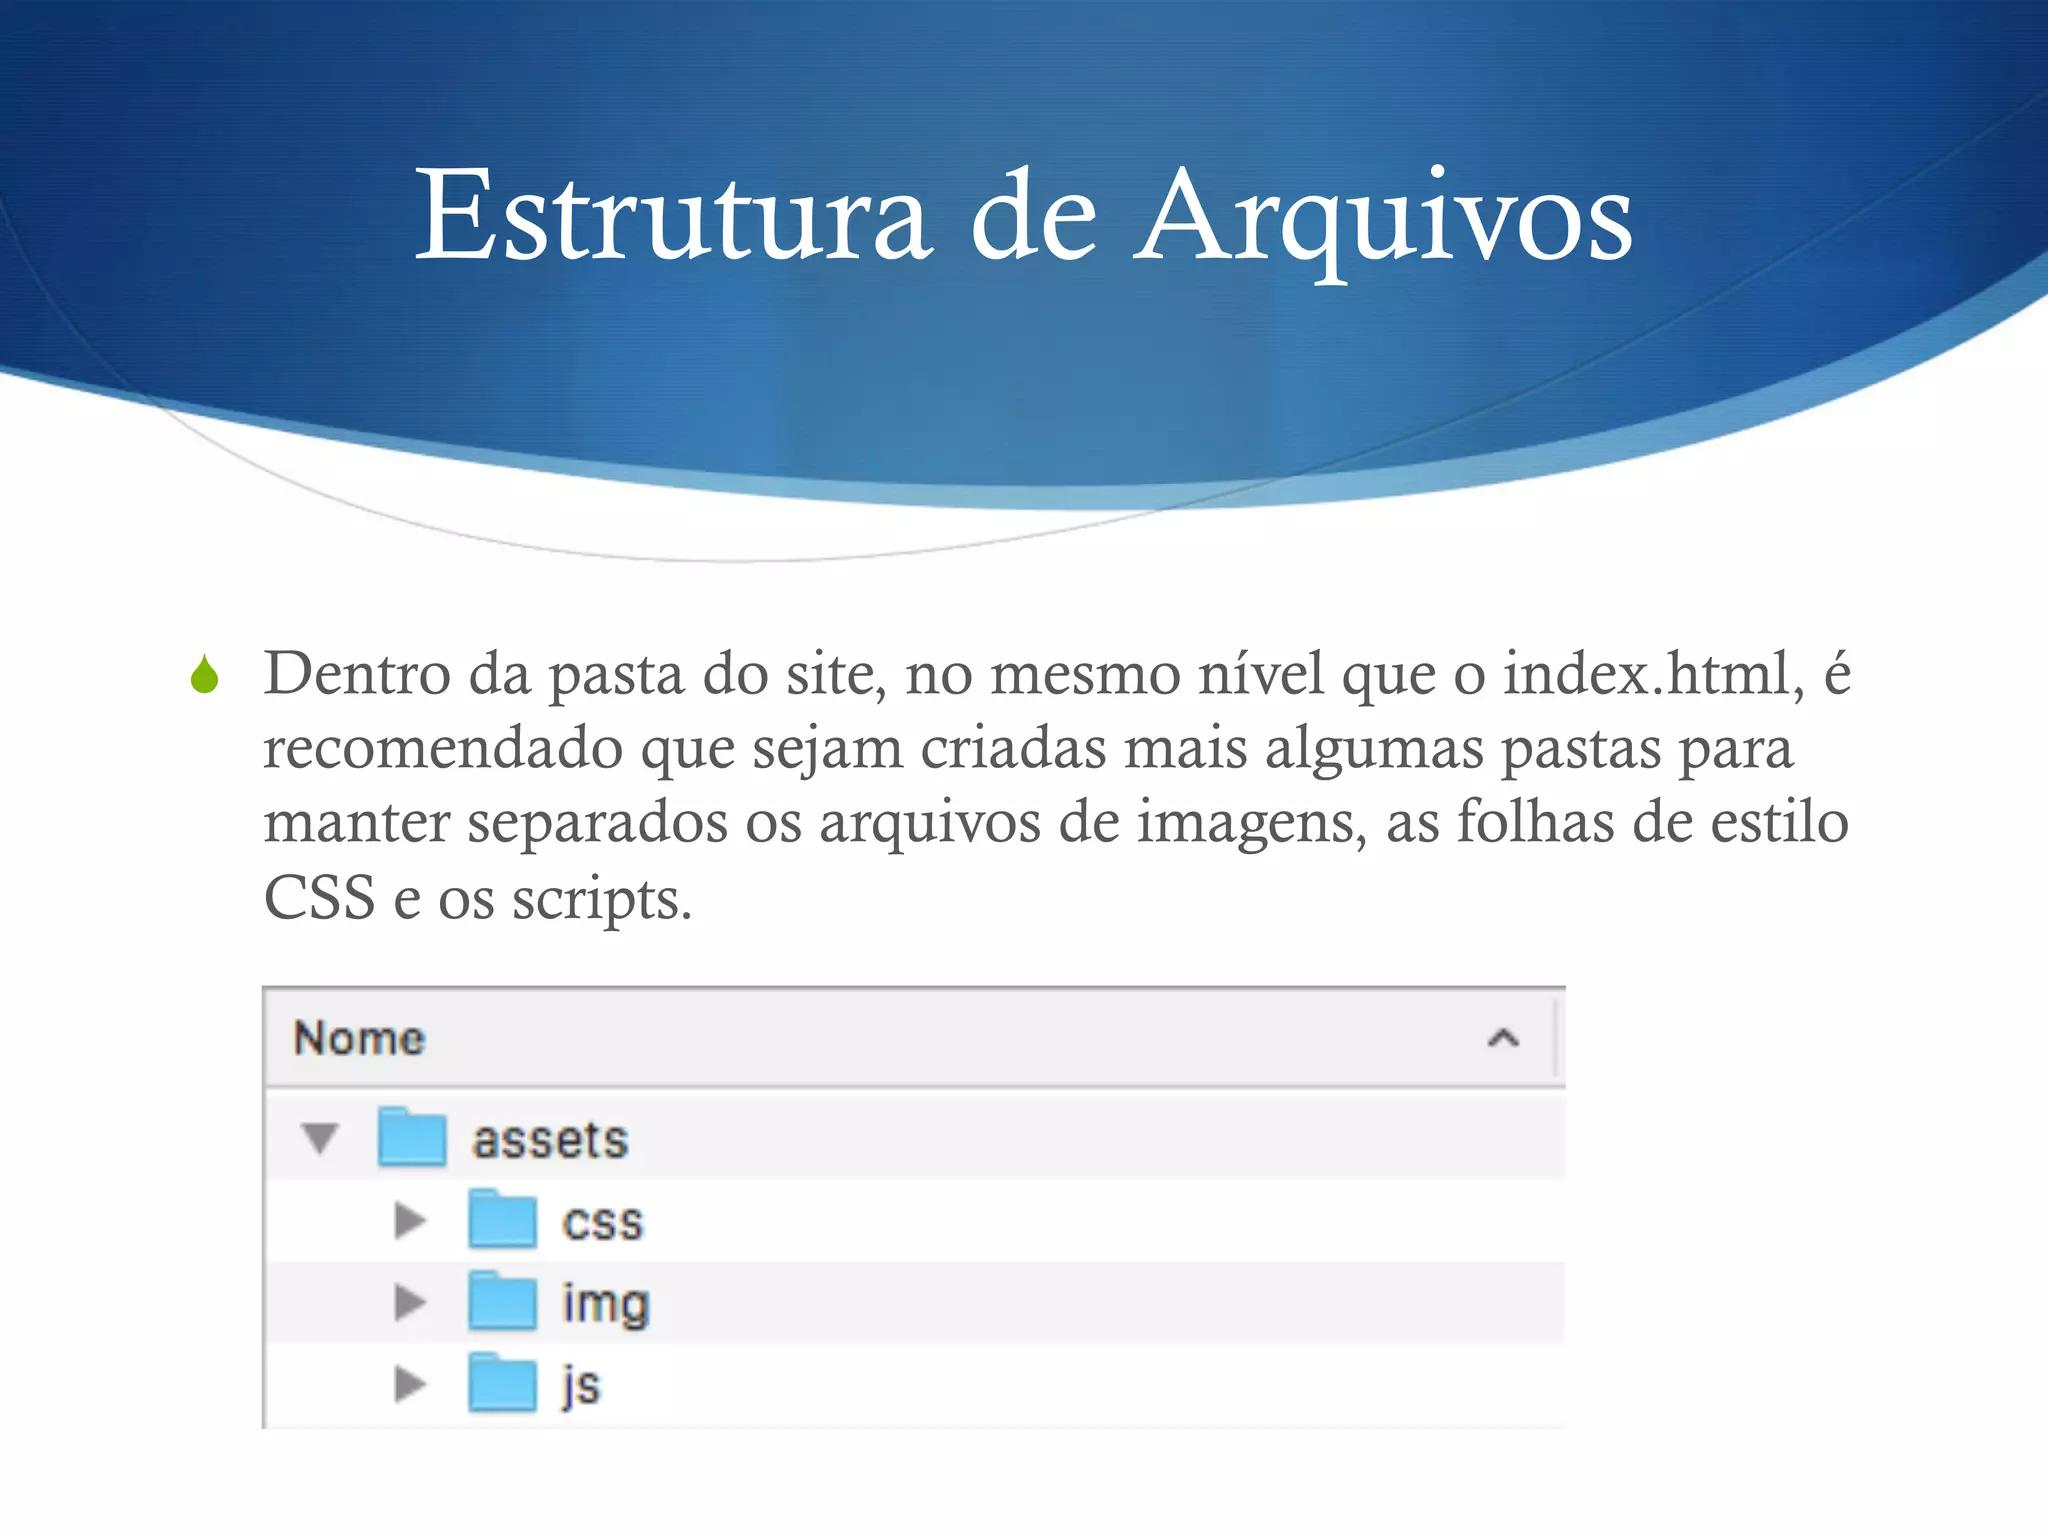 Estrutura de Arquivos
Dentro da pasta do site, no mesmo nível que o index.html, é
recomendado que sejam criadas mais algumas pastas para
manter separados os arquivos de imagens, as folhas de estilo
CSS e os scripts.
Nome
assets
css
img
js